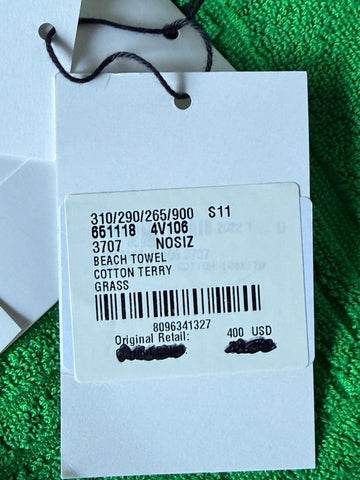 310/290/265/900 S11
651118 4V106
3707 NOSIZ
BEACH TOWEL
COTTON TERRY
GRASS
8096341327
Original Retail: 400 USD